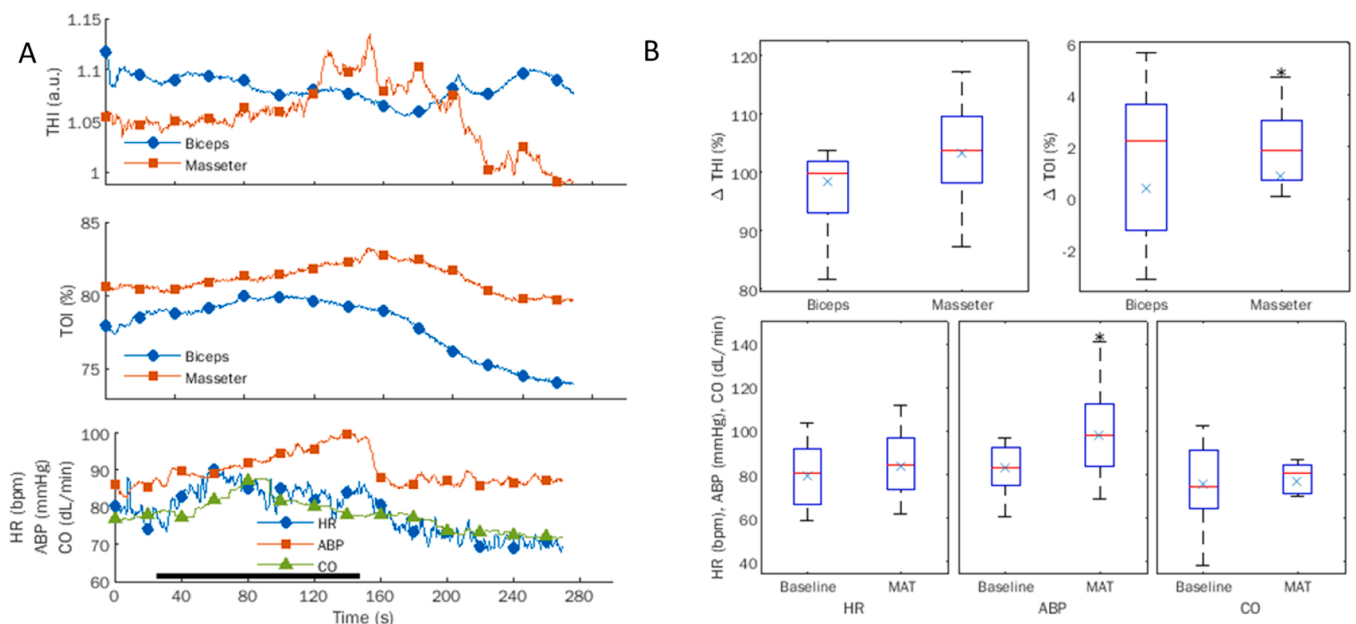 A
THI (a.u.)
1.15
1.1
1.05
1
Biceps
Masseter
TOI (%)
85
80
75
Biceps
Masseter
HR (bpm)
ABP (mmHg)
CO (dL/min)
100
90
80
70
60
HR
ABP
CO
0 40 80 120 160 200 240 280
Time (s)
B
Δ THI (%)
120
110
100
90
80
Biceps Masseter
Δ TOI (%)
6
4
2
0
-2
*
Biceps Masseter
HR (bpm), ABP (mmHg), CO (dL/min)
140
120
100
80
60
40
*
Baseline MAT Baseline MAT Baseline MAT
HR ABP CO